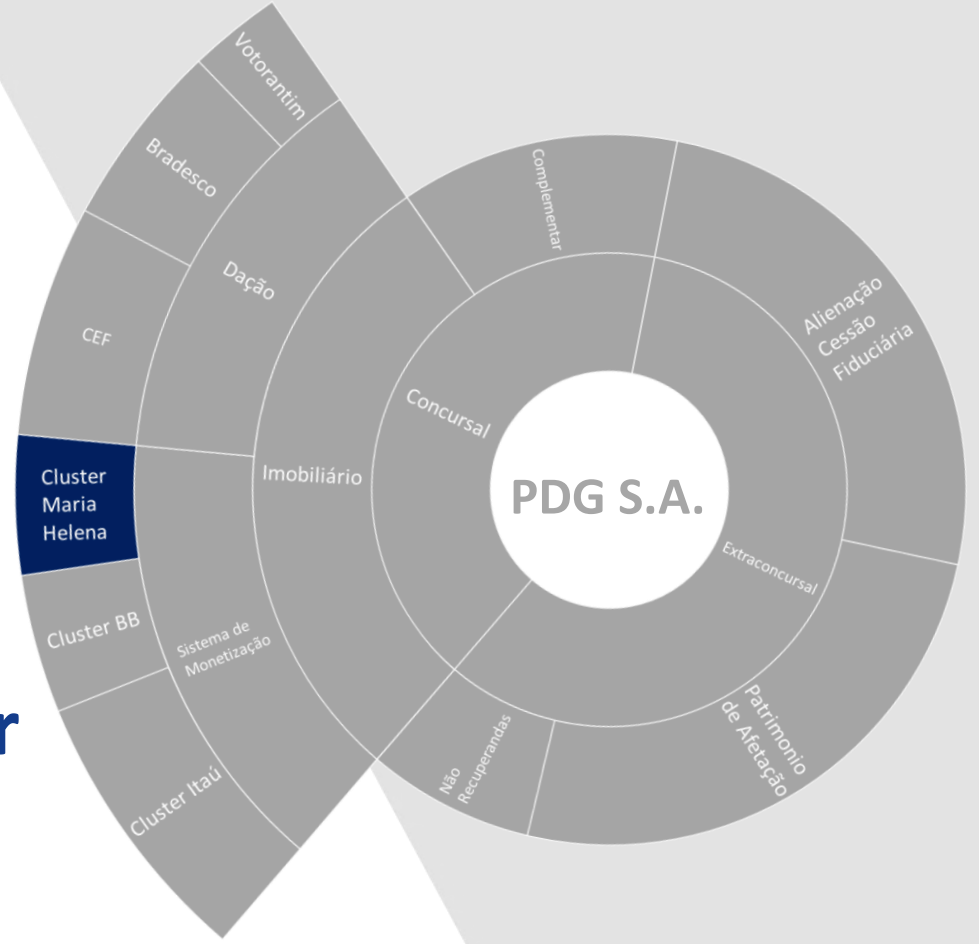 Votorantim
Bradesco
CEF
Dação
Cluster
Maria
Helena
Cluster BB
Cluster Itaú
Sistema de
Monetização
Imobiliário
Concursal
Complementar
PDG S.A.
Alienação
Cessão
Fiduciária
Extraconcursal
Patrimonio
de Afetação
Não
Recuperandas
r